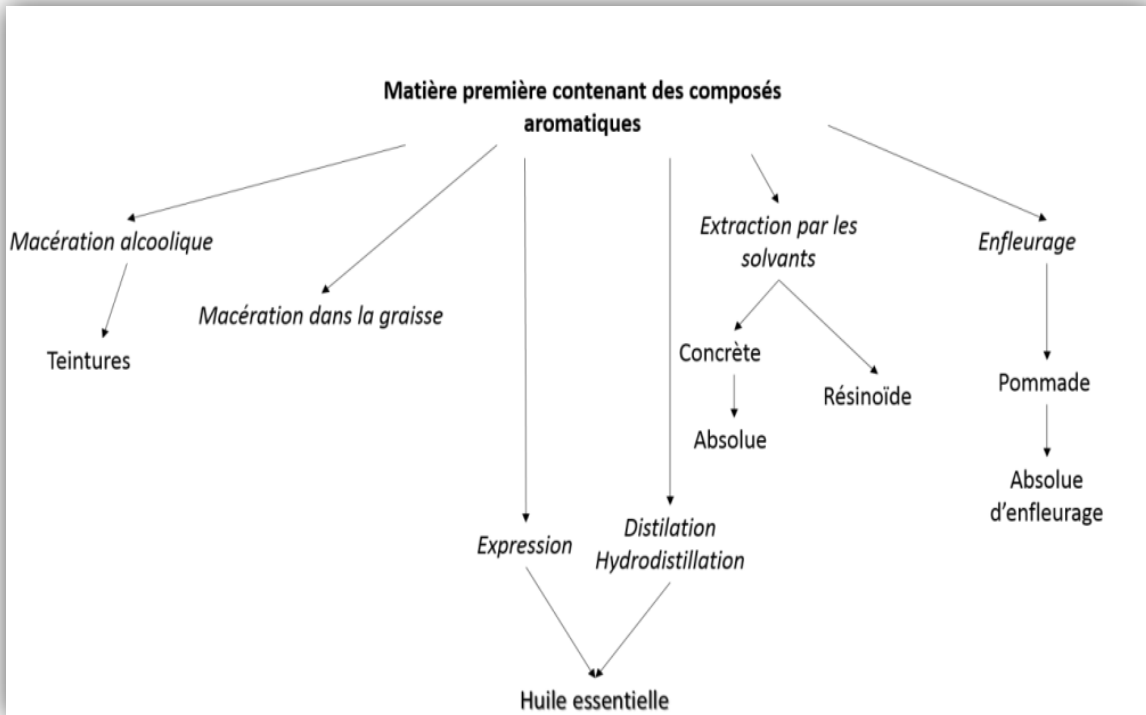 Matière première contenant des composés
aromatiques
Macération alcoolique
Teintures
Macération dans la graisse
Expression
Distilation
Hydrodistillation
Huile essentielle
Extraction par les
solvants
Concrète
Absolue
Résinoïde
Enfleurage
Pommade
Absolue
d'enfleurage